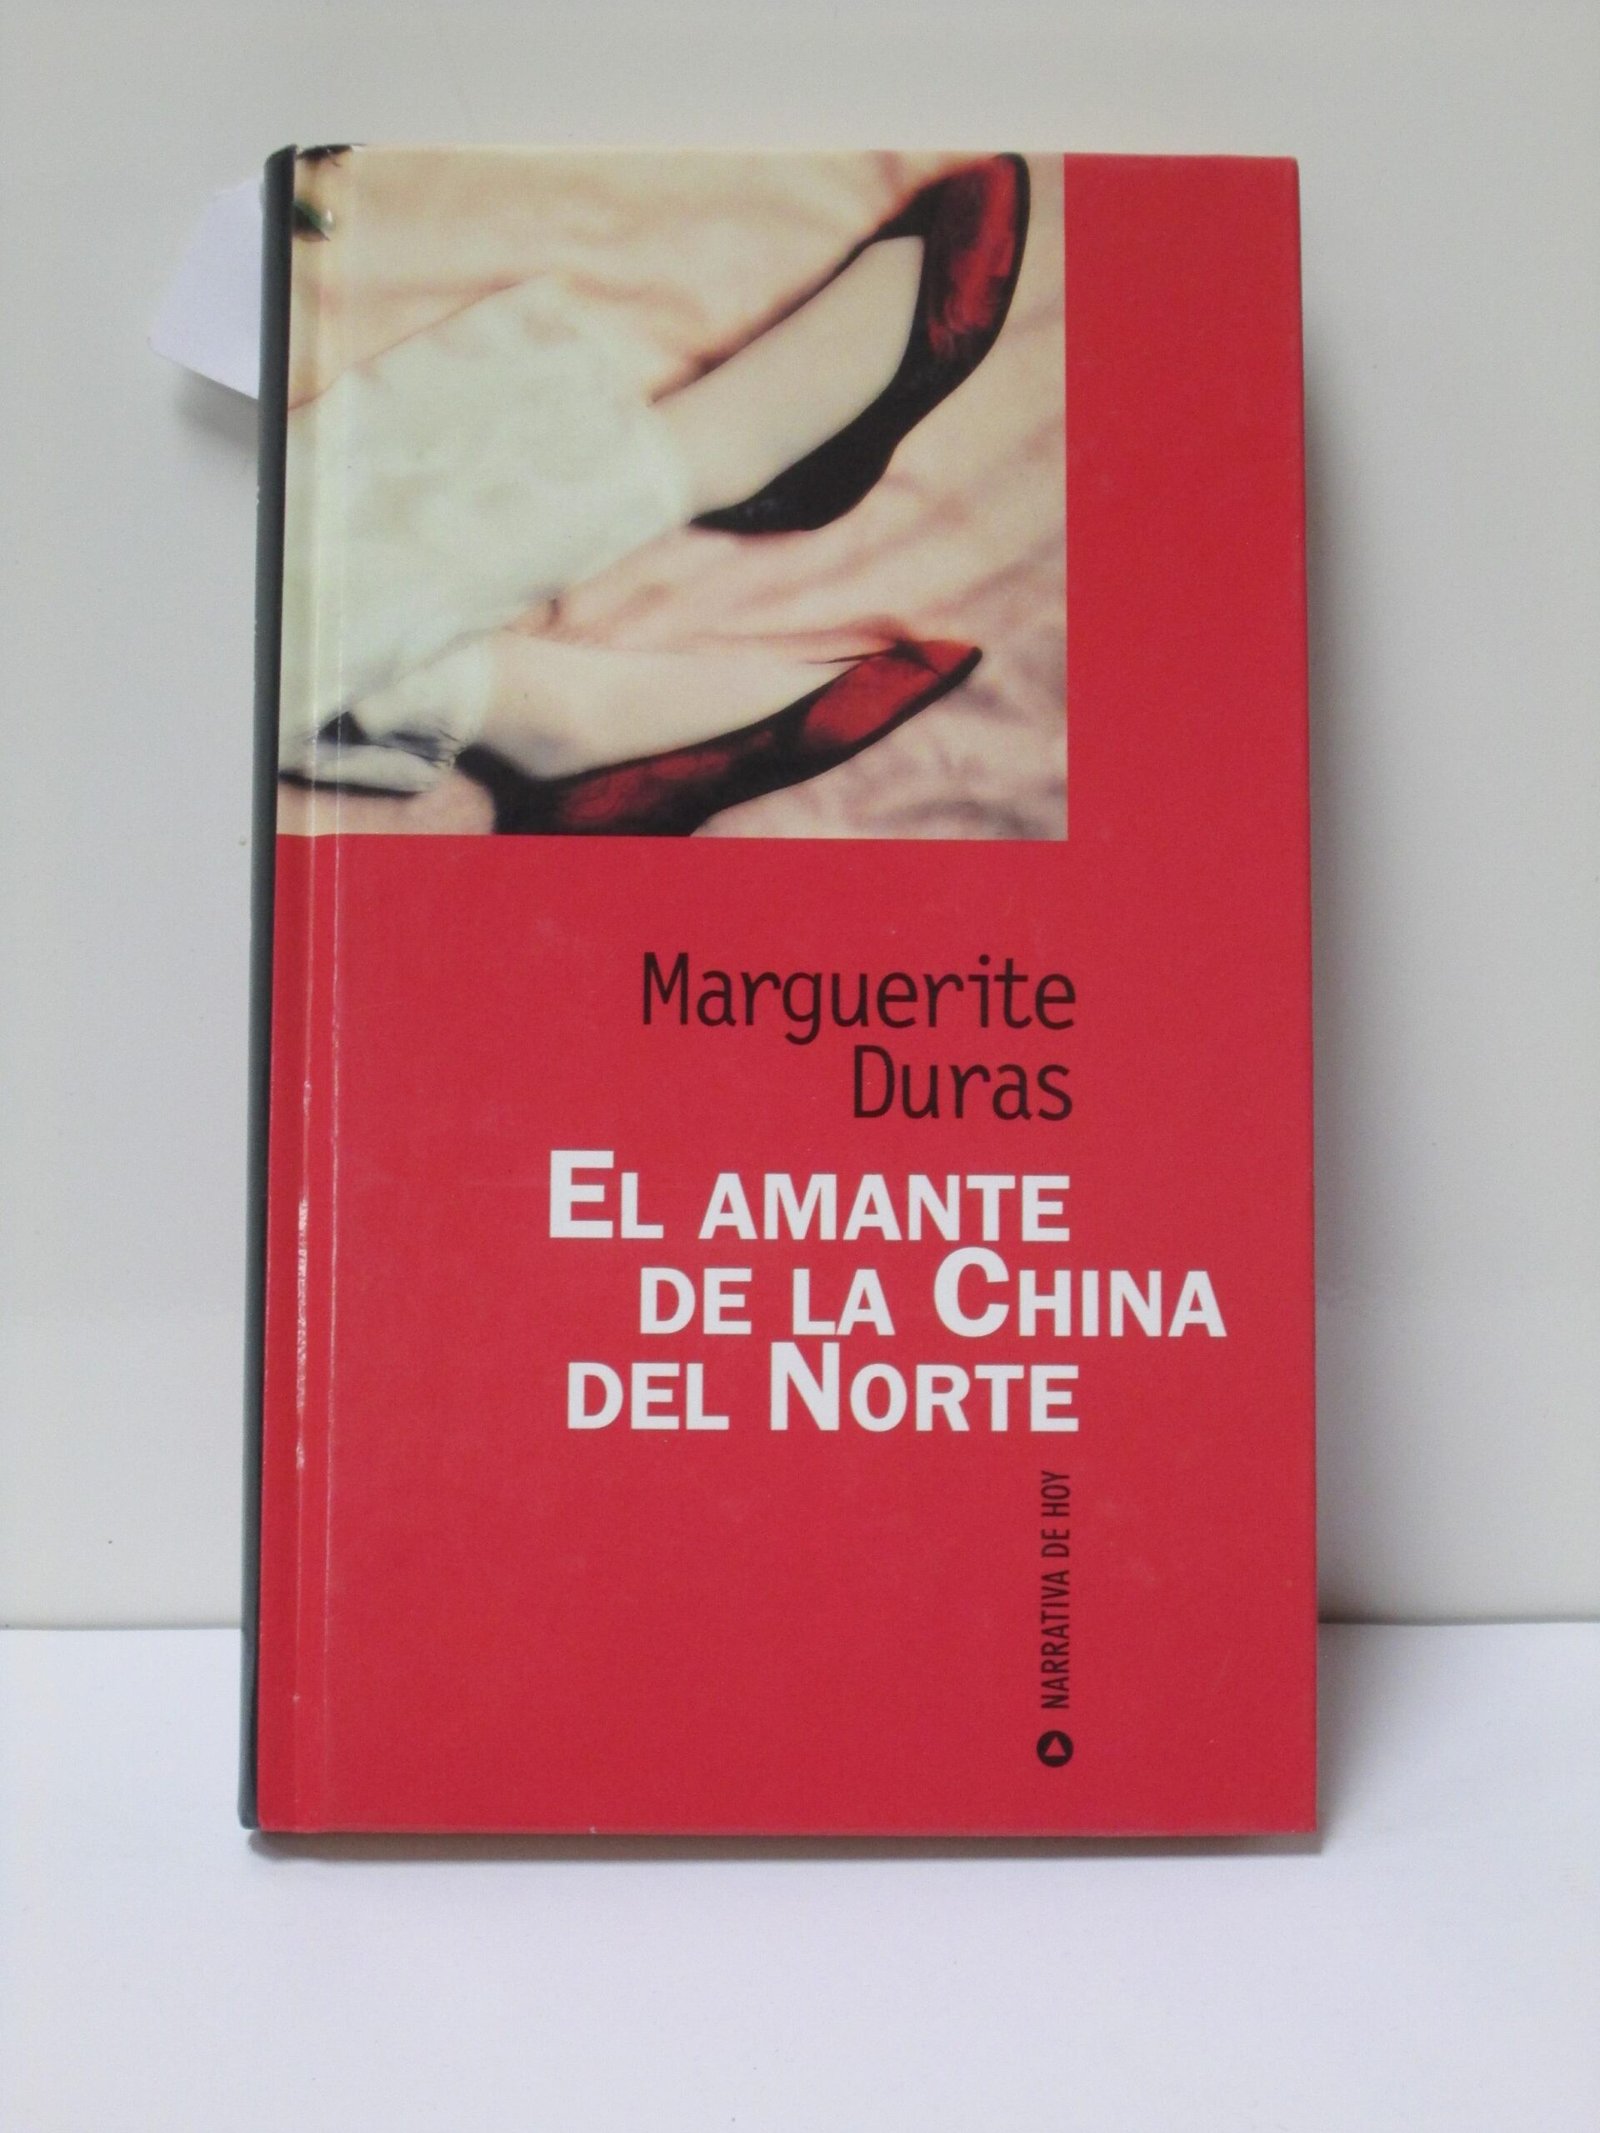 Marguerite
Duras
EL AMANTE
DE LA CHINA
DEL NORTE
NARRATIVA DE HOY